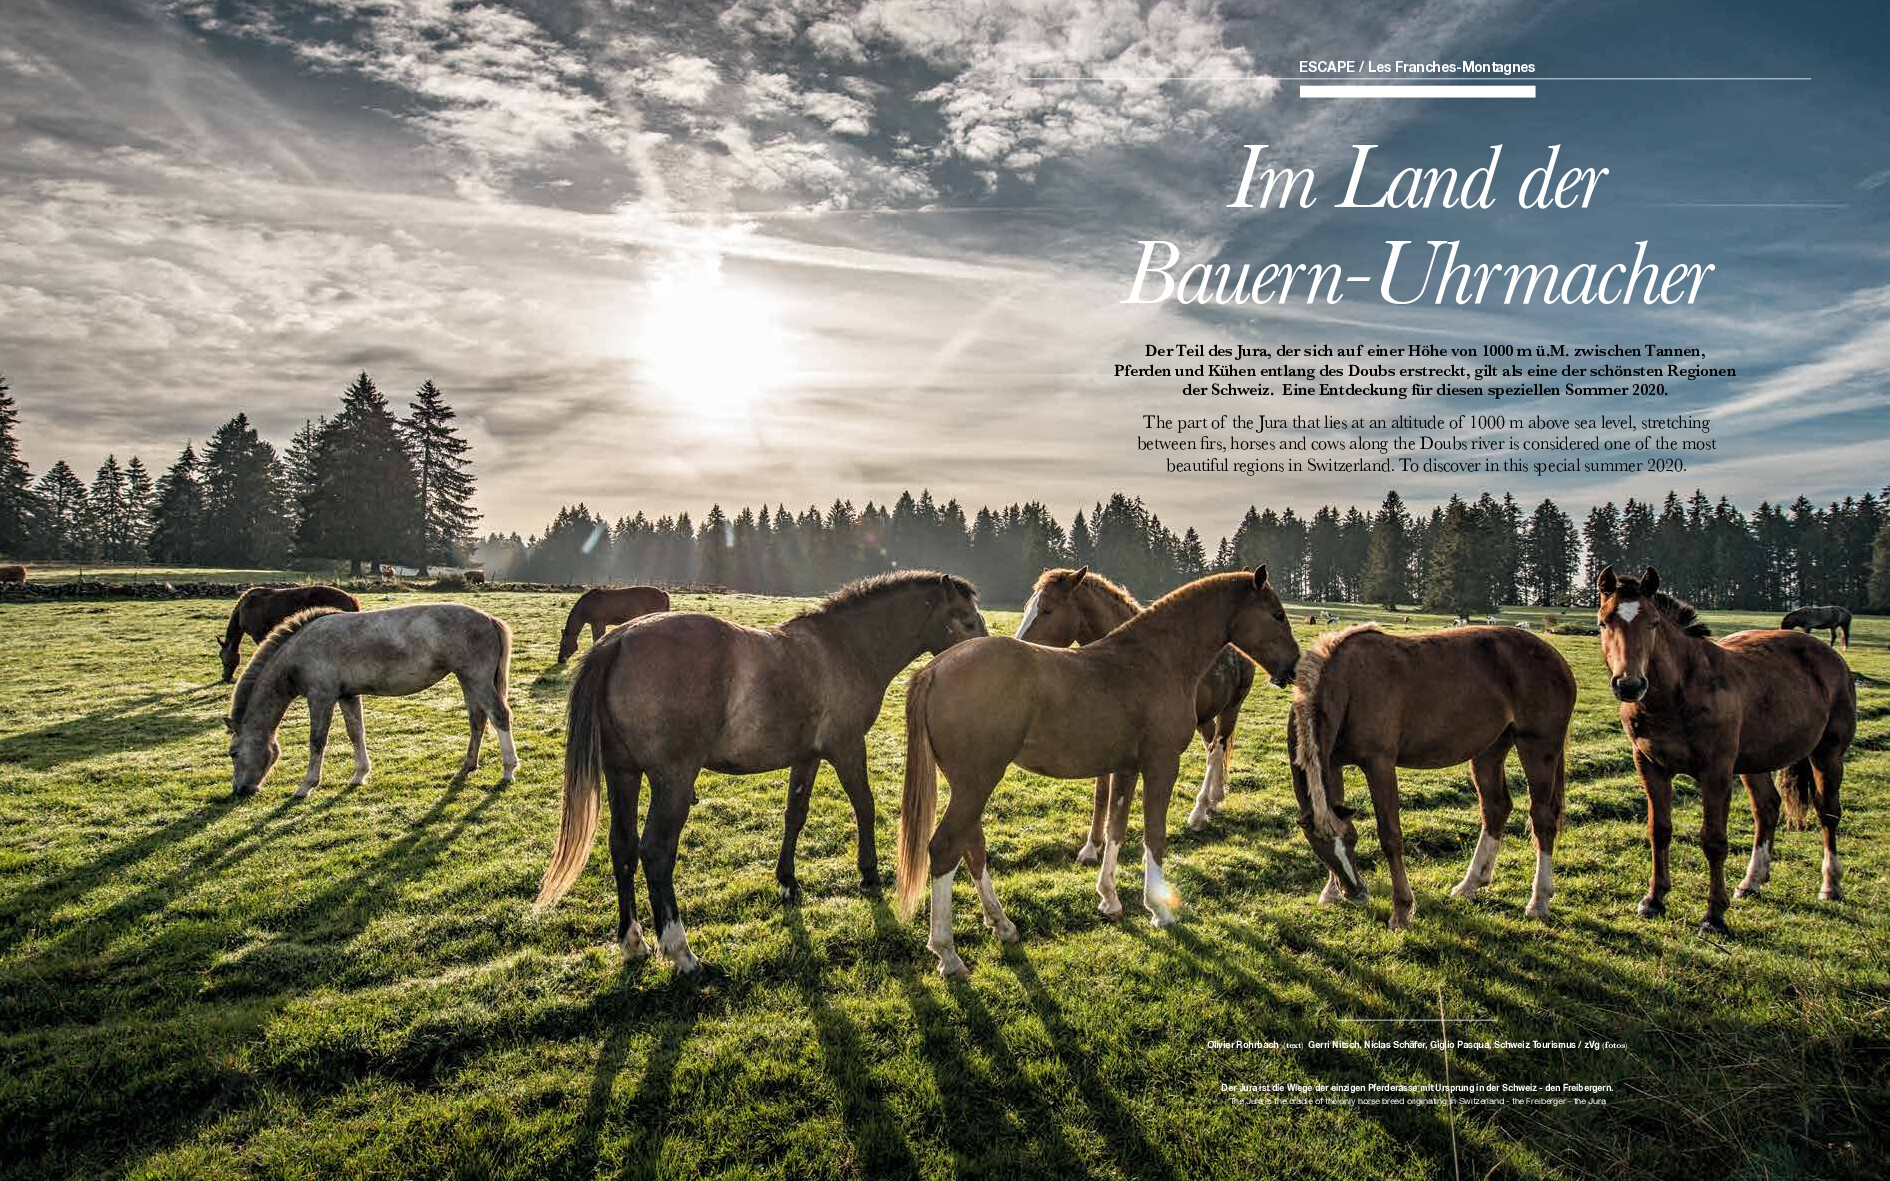 ESCAPE / Les Franches-Montagnes
Im Land der
Bauern-Uhrmacher
Der Teil des Jura, der sich auf einer Höhe von 1000 m ü.M. zwischen Tannen,
Pferden und Kühen entlang des Doubs erstreckt, gilt als eine der schönsten Regionen
der Schweiz. Eine Entdeckung für diesen speziellen Sommer 2020.
The part of the Jura that lies at an altitude of 1000 m above sea level, stretching
between firs, horses and cows along the Doubs river is considered one of the most
beautiful regions in Switzerland. To discover in this special summer 2020.
Olivier Rohrbach (text) Gerri Nitsch, Niclas Schäfer, Giglio Pasqua, Schweiz Tourismus / zVg (fotos)
Der Jura ist die Wiege der einzigen Pferderasse mit Ursprung in der Schweiz - den Freibergern.
The Jura is the cradle of the only horse breed originating in Switzerland - the Freiberger - the Jura